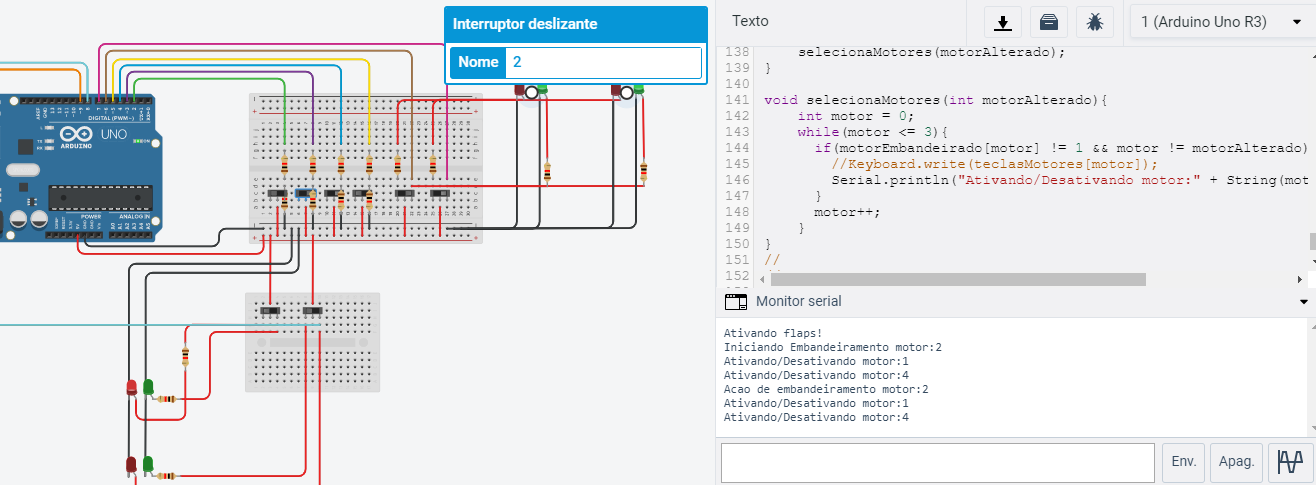 Interruptor deslizante
Nome 2
DIGITAL (PWM~)
UNO
ARDUINO
POWER
ANALOG IN
Texto
1 (Arduino Uno R3)
138 selecionaMotores(motorAlterado);
139 }
140
141 void selecionaMotores(int motorAlterado){
142 int motor = 0;
143 while(motor <= 3){
144 if(motorEmbandeirado[motor] != 1 && motor != motorAlterado)
145 //Keyboard.write(teclasMotores[motor]);
146 Serial.println("Ativando/Desativando motor:" + String(mot
147 }
148 motor++;
149 }
150 }
151 //
152
Monitor serial
Ativando flaps!
Iniciando Embandeiramento motor:2
Ativando/Desativando motor:1
Ativando/Desativando motor:4
Acao de embandeiramento motor:2
Ativando/Desativando motor:1
Ativando/Desativando motor:4
Env.
Apag.